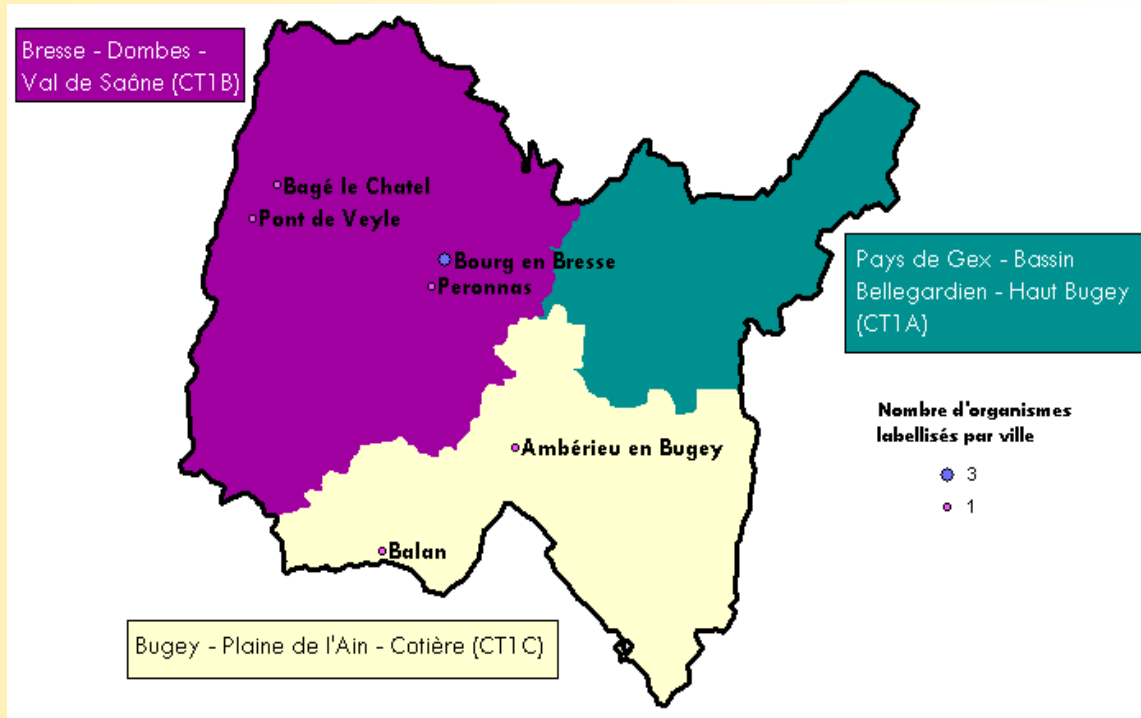 Bresse - Dombes -
Val de Saône (CT1B)
Bagé le Chatel
Pont de Veyle
Bourg en Bresse
Peronnas
Pays de Gex - Bassin
Bellegardien - Haut Bugey
(CT1A)
Nombre d'organismes
labellisés par ville
3
1
Ambérieu en Bugey
Balan
Bugey - Plaine de l'Ain - Cotière (CT1C)